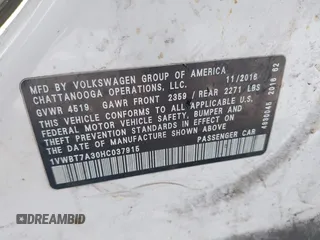 MFD BY VOLKSWAGEN GROUP OF AMERICA
CHATTANOOGA OPERATIONS, LLC. 11/2016
GVWR 4519 GAWR FRONT 2359 / REAR 2271 LBS
THIS VEHICLE CONFORMS TO ALL APPLICABLE U.S.
FEDERAL MOTOR VEHICLE SAFETY, BUMPER, AND
THEFT PREVENTION STANDARDS IN EFFECT ON
THE DATE OF MANUFACTURE SHOWN ABOVE.
1VWBT7A30HC037915 PASSENGER CAR
2016 62
DREAMBID